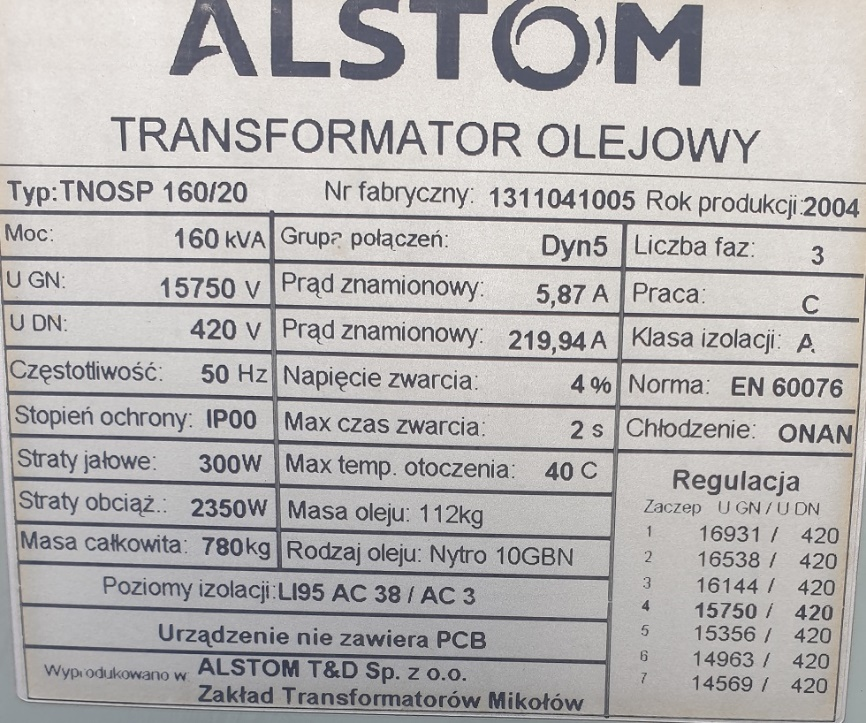 ALSTOM
TRANSFORMATOR OLEJOWY
Typ:TNOSP 160/20 Nr fabryczny: 1311041005 Rok produkcji:2004
Moc: 160 kVA Grupa połączeń: Dyn5 Liczba faz: 3
U GN: 15750 V Prąd znamionowy: 5,87 A Praca: C
U DN: 420 V Prąd znamionowy: 219,94 A Klasa izolacji: A
Częstotliwość: 50 Hz Napięcie zwarcia: 4 % Norma: EN 60076
Stopień ochrony: IP00 Max czas zwarcia: 2 s Chłodzenie: ONAN
Straty jałowe: 300W Max temp. otoczenia: 40 C
Straty obciąż.: 2350W Masa oleju: 112kg
Masa całkowita: 780kg Rodzaj oleju: Nytro 10GBN
Poziomy izolacji:LI95 AC 38 / AC 3
Urządzenie nie zawiera PCB
Wyprodukowano w: ALSTOM T&D Sp. z o.o.
Zakład Transformatorów Mikołów
Regulacja
Zaczep U GN / U DN
1 16931 / 420
2 16538 / 420
3 16144 / 420
4 15750 / 420
5 15356 / 420
6 14963 / 420
7 14569 / 420